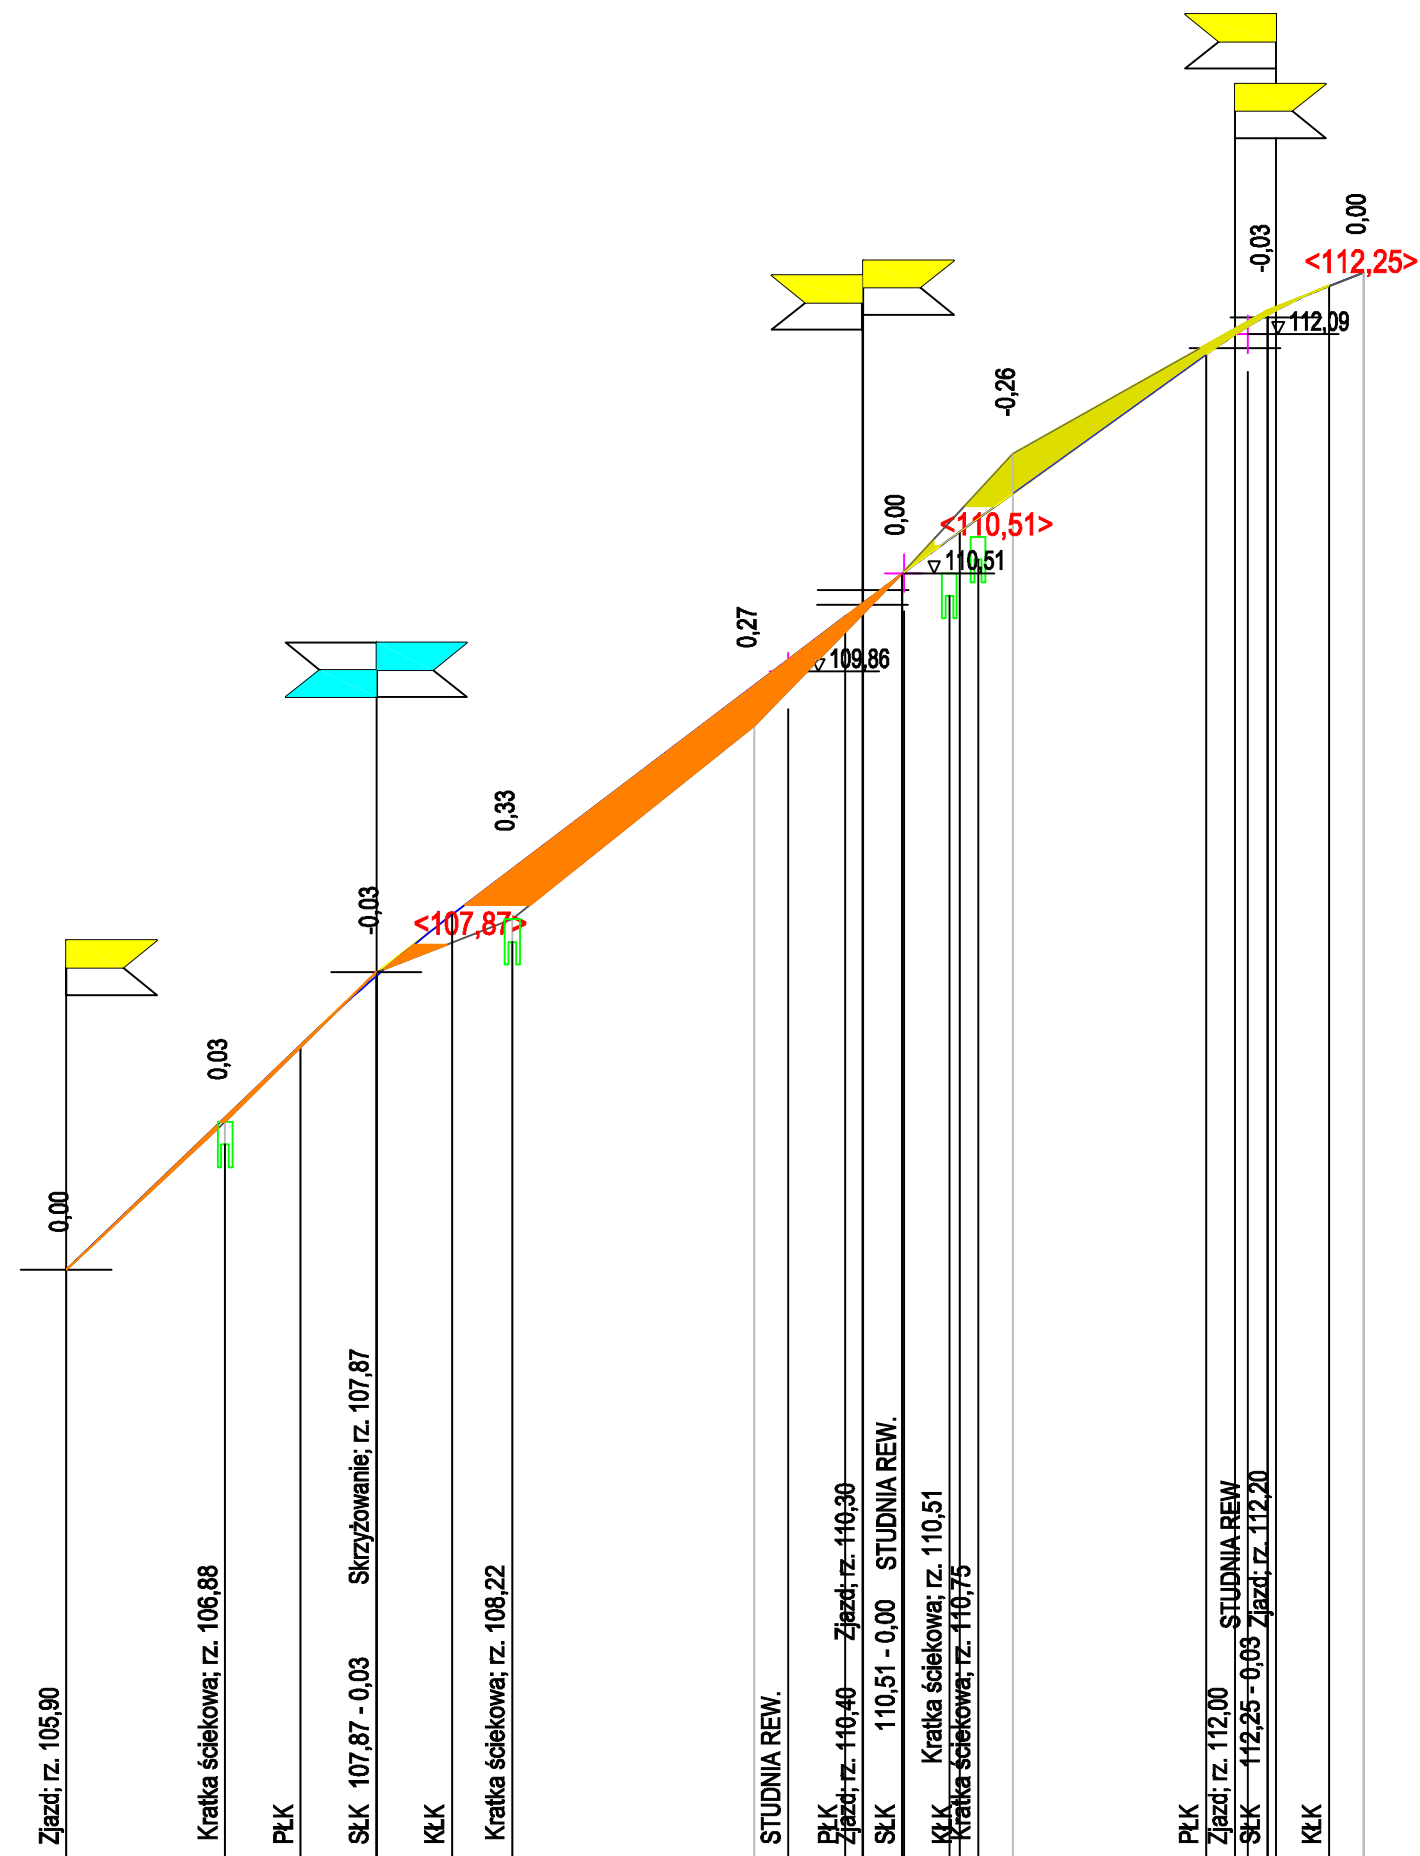 0,00
-0,03
<112,25>
112,09
-0,26
0,00
<110,51>
110,51
0,27
109,86
0,33
-0,03
<107,87>
0,03
0,00
Zjazd; rz. 105,90
Kratka ściekowa; rz. 106,88
PŁK
SŁK 107,87 - 0,03 Skrzyżowanie; rz. 107,87
KŁK
Kratka ściekowa; rz. 108,22
STUDNIA REW.
PŁK
Zjazd; rz. 110,40 Zjazd; rz. 110,30
SŁK 110,51 - 0,00 STUDNIA REW.
Kratka ściekowa; rz. 110,51
KŁK
Kratka ściekowa; rz. 110,75
PŁK
Zjazd; rz. 112,00 STUDNIA REW
SŁK 112,25 - 0,03 Zjazd; rz. 112,20
KŁK